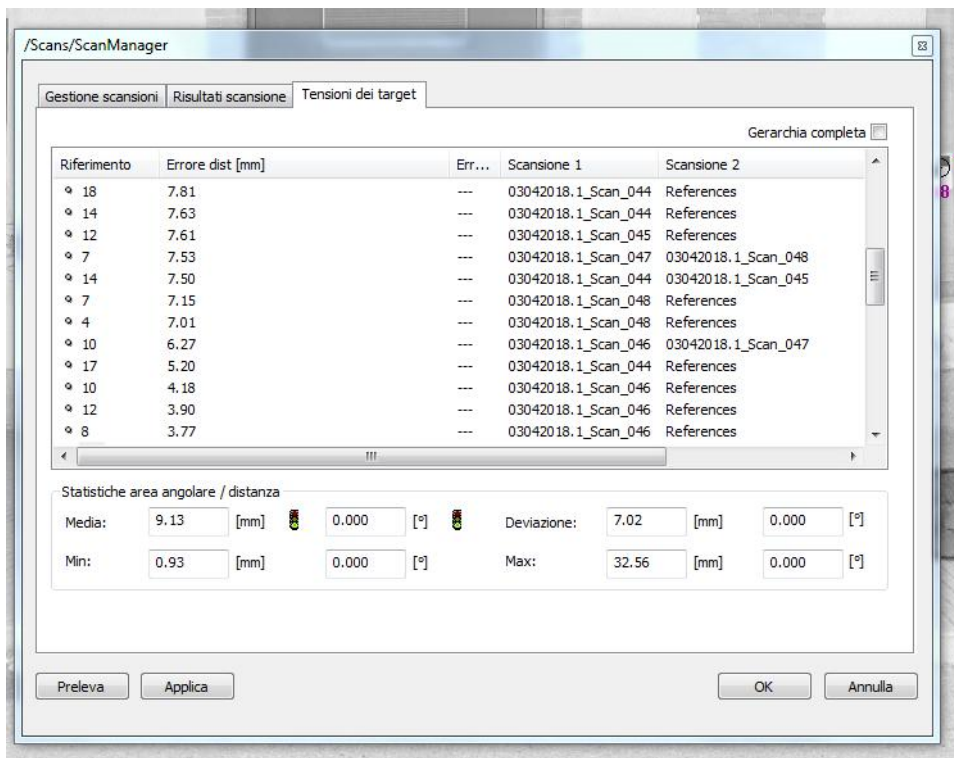 /Scans/ScanManager
Gestione scansioni Risultati scansione Tensioni dei target
Gerarchia completa
Riferimento Errore dist [mm] Err... Scansione 1 Scansione 2
18 7.81 --- 03042018.1_Scan_044 References
14 7.63 --- 03042018.1_Scan_044 References
12 7.61 --- 03042018.1_Scan_045 References
7 7.53 --- 03042018.1_Scan_047 03042018.1_Scan_048
14 7.50 --- 03042018.1_Scan_044 03042018.1_Scan_045
7 7.15 --- 03042018.1_Scan_048 References
4 7.01 --- 03042018.1_Scan_048 References
10 6.27 --- 03042018.1_Scan_046 03042018.1_Scan_047
17 5.20 --- 03042018.1_Scan_044 References
10 4.18 --- 03042018.1_Scan_046 References
12 3.90 --- 03042018.1_Scan_046 References
8 3.77 --- 03042018.1_Scan_046 References
Statistiche area angolare / distanza
Media: 9.13 [mm] 0.000 [°] Deviazione: 7.02 [mm] 0.000 [°]
Min: 0.93 [mm] 0.000 [°] Max: 32.56 [mm] 0.000 [°]
Preleva Applica OK Annulla
8